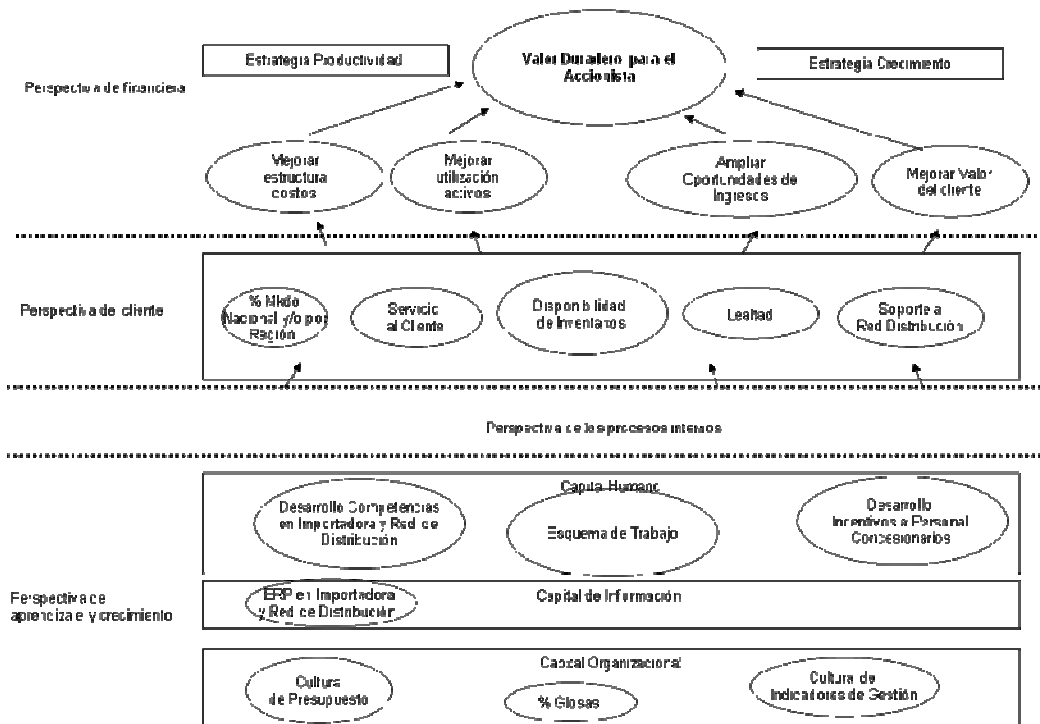 Estrategia Productividad
Valor Duradero para el
Accionista
Estrategia Crecimiento
Perspectiva de financiera
Mejorar
estructura
costos
Mejorar
utilización
activos
Ampliar
Oportunidades de
Ingresos
Mejorar Valor
del cliente
Perspectiva de cliente
% Mkdo
Nacional y/o por
Región
Servicio
al Cliente
Disponibilidad
de Inventarios
Lealtad
Soporte a
Red Distribución
Perspectiva de los procesos internos
Capital Humano
Desarrollo Competencias
en Importadora y Red de
Distribución
Esquema de Trabajo
Desarrollo
Incentivos a Personal
Concesionarios
Perspectiva de
aprendizaje y crecimiento
ERP en Importadora
y Red de Distribución
Capital de Información
Capital Organizacional
Cultura
de Presupuesto
% Glosas
Cultura de
Indicadores de Gestión